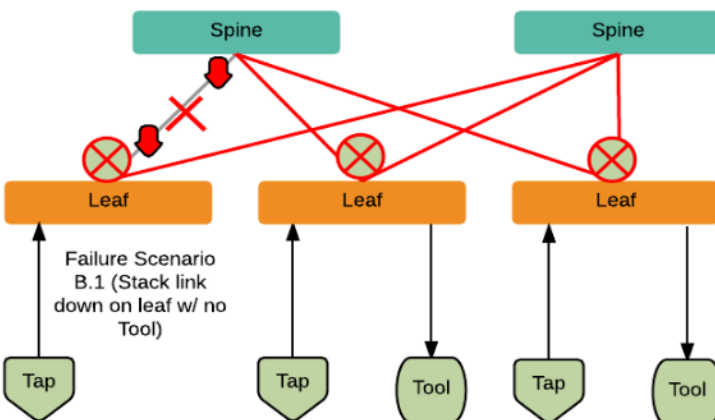 Spine
Spine
Leaf
Leaf
Leaf
Failure Scenario
B.1 (Stack link
down on leaf w/ no
Tool)
Tap
Tap
Tool
Tap
Tool